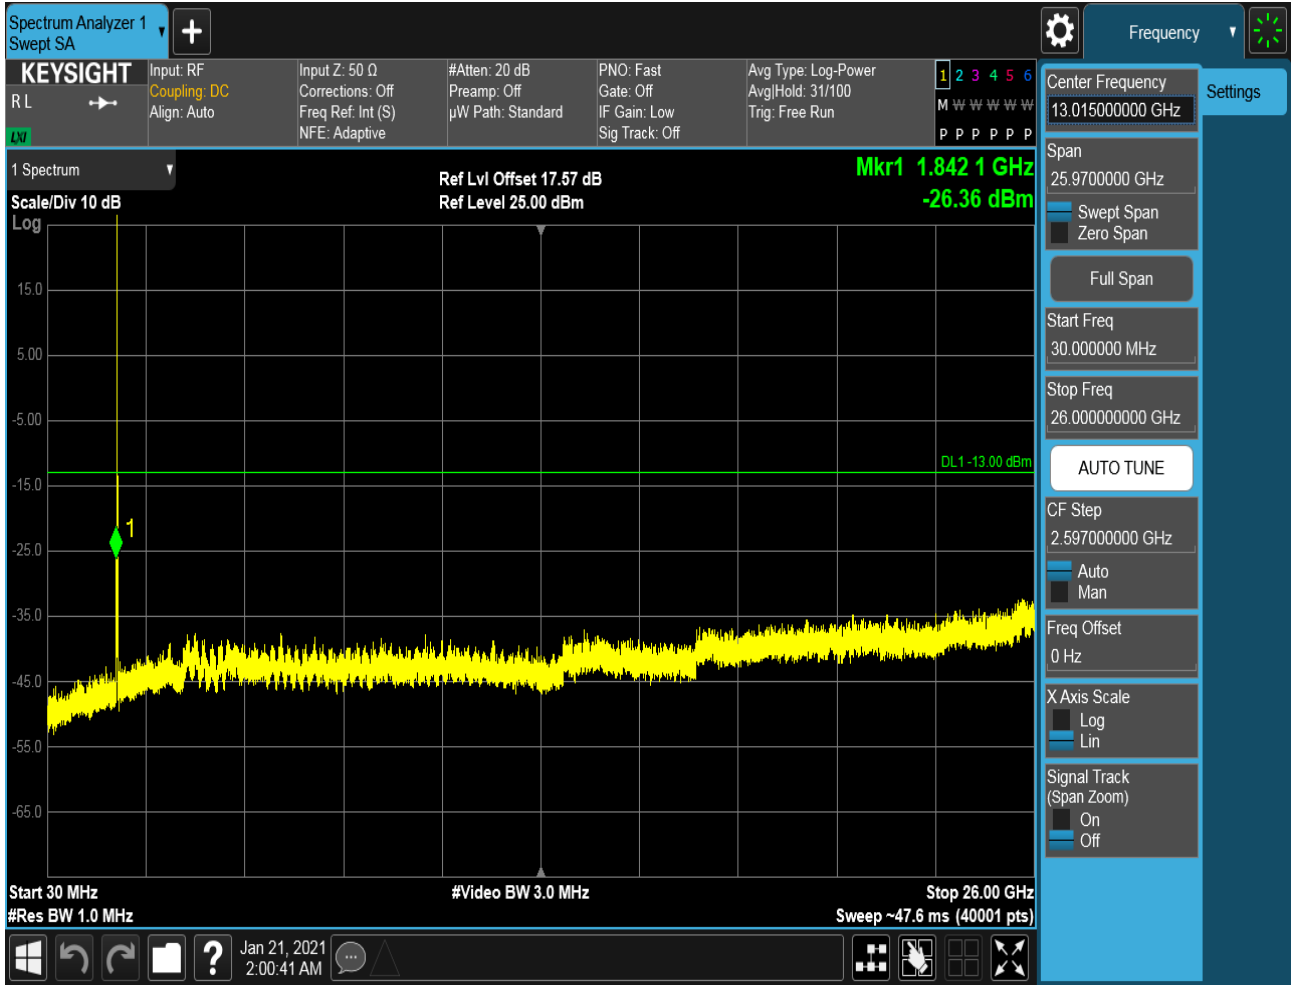 Spectrum Analyzer 1
Swept SA
+
Frequency
KEYSIGHT
R L
LXI
Input: RF
Coupling: DC
Align: Auto
Input Z: 50 Ω
Corrections: Off
Freq Ref: Int (S)
NFE: Adaptive
#Atten: 20 dB
Preamp: Off
µW Path: Standard
PNO: Fast
Gate: Off
IF Gain: Low
Sig Track: Off
Avg Type: Log-Power
Avg|Hold: 31/100
Trig: Free Run
1 2 3 4 5 6
M W W W W W
P P P P P P
1 Spectrum
Scale/Div 10 dB
Log
Ref Lvl Offset 17.57 dB
Ref Level 25.00 dBm
Mkr1 1.842 1 GHz
-26.36 dBm
15.0
5.00
-5.00
-15.0
-25.0
-35.0
-45.0
-55.0
-65.0
DL1 -13.00 dBm
1
Start 30 MHz
#Res BW 1.0 MHz
#Video BW 3.0 MHz
Stop 26.00 GHz
Sweep ~47.6 ms (40001 pts)
?
Jan 21, 2021
2:00:41 AM
Center Frequency
13.015000000 GHz
Settings
Span
25.9700000 GHz
Swept Span
Zero Span
Full Span
Start Freq
30.000000 MHz
Stop Freq
26.000000000 GHz
AUTO TUNE
CF Step
2.597000000 GHz
Auto
Man
Freq Offset
0 Hz
X Axis Scale
Log
Lin
Signal Track
(Span Zoom)
On
Off